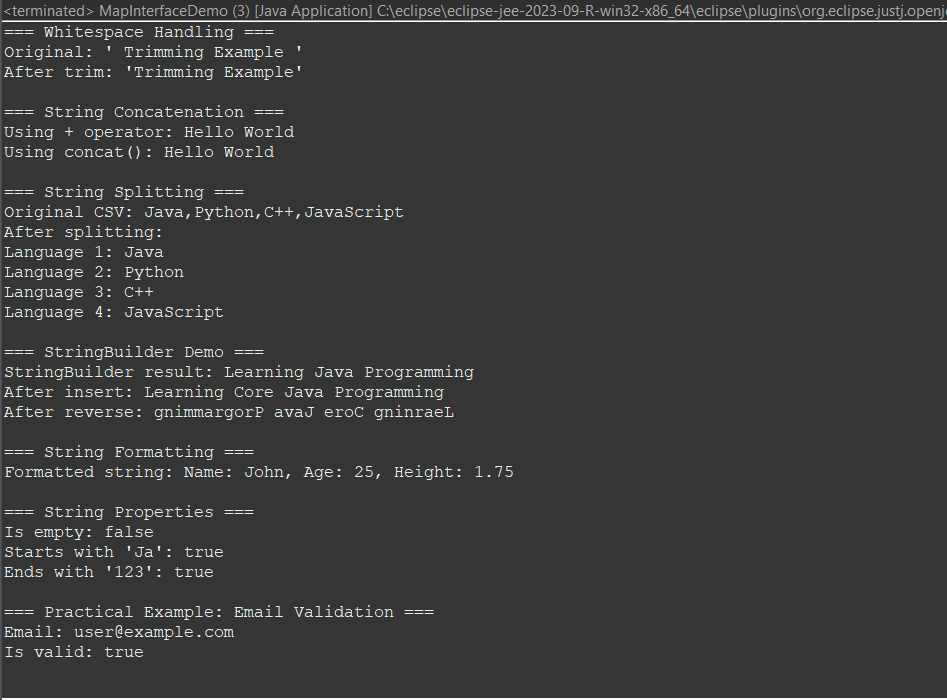 <terminated> MapInterfaceDemo (3) [Java Application] C:\eclipse\eclipse-jee-2023-09-R-win32-x86_64\eclipse\plugins\org.eclipse.justj.openj
=== Whitespace Handling ===
Original: ' Trimming Example '
After trim: 'Trimming Example'
=== String Concatenation ===
Using + operator: Hello World
Using concat(): Hello World
=== String Splitting ===
Original CSV: Java,Python,C++,JavaScript
After splitting:
Language 1: Java
Language 2: Python
Language 3: C++
Language 4: JavaScript
=== StringBuilder Demo ===
StringBuilder result: Learning Java Programming
After insert: Learning Core Java Programming
After reverse: gnimmargorP avaJ eroC gninraeL
=== String Formatting ===
Formatted string: Name: John, Age: 25, Height: 1.75
=== String Properties ===
Is empty: false
Starts with 'Ja': true
Ends with '123': true
=== Practical Example: Email Validation ===
Email: user@example.com
Is valid: true